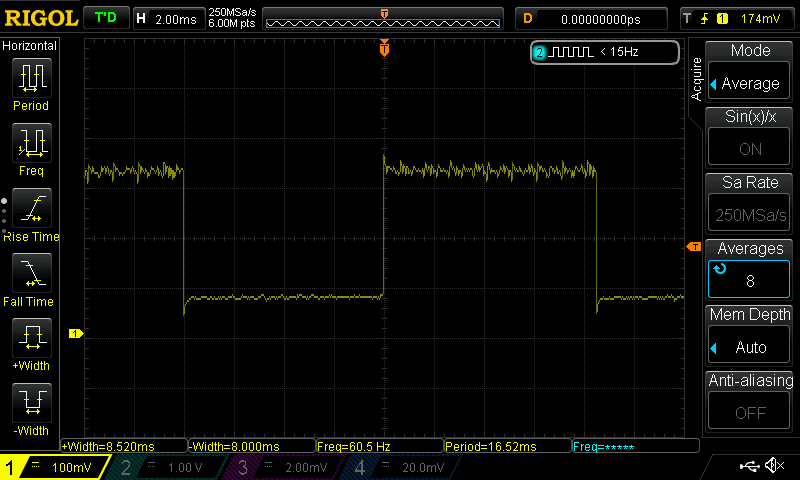 RIGOL T'D H 2.00ms 250MSa/s 6.00M pts T D 0.00000000ps T 1 174mV
Horizontal
Period
Freq
Rise Time
Fall Time
+Width
-Width
T
2 < 15Hz
T
1
Acquire
Mode
Average
Sin(x)/x
ON
Sa Rate
250MSa/s
Averages
8
Mem Depth
Auto
Anti-aliasing
OFF
+Width=8.520ms -Width=8.000ms Freq=60.5 Hz Period=16.52ms Freq=*****
1 100mV 2 1.00 V 3 2.00mV 4 20.0mV